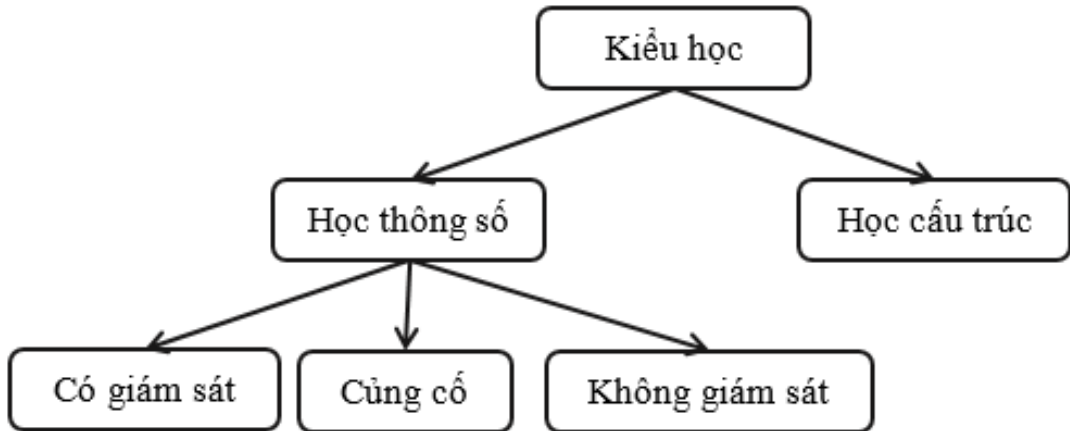 Kiểu học
Học thông số
Học cấu trúc
Có giám sát
Củng cố
Không giám sát